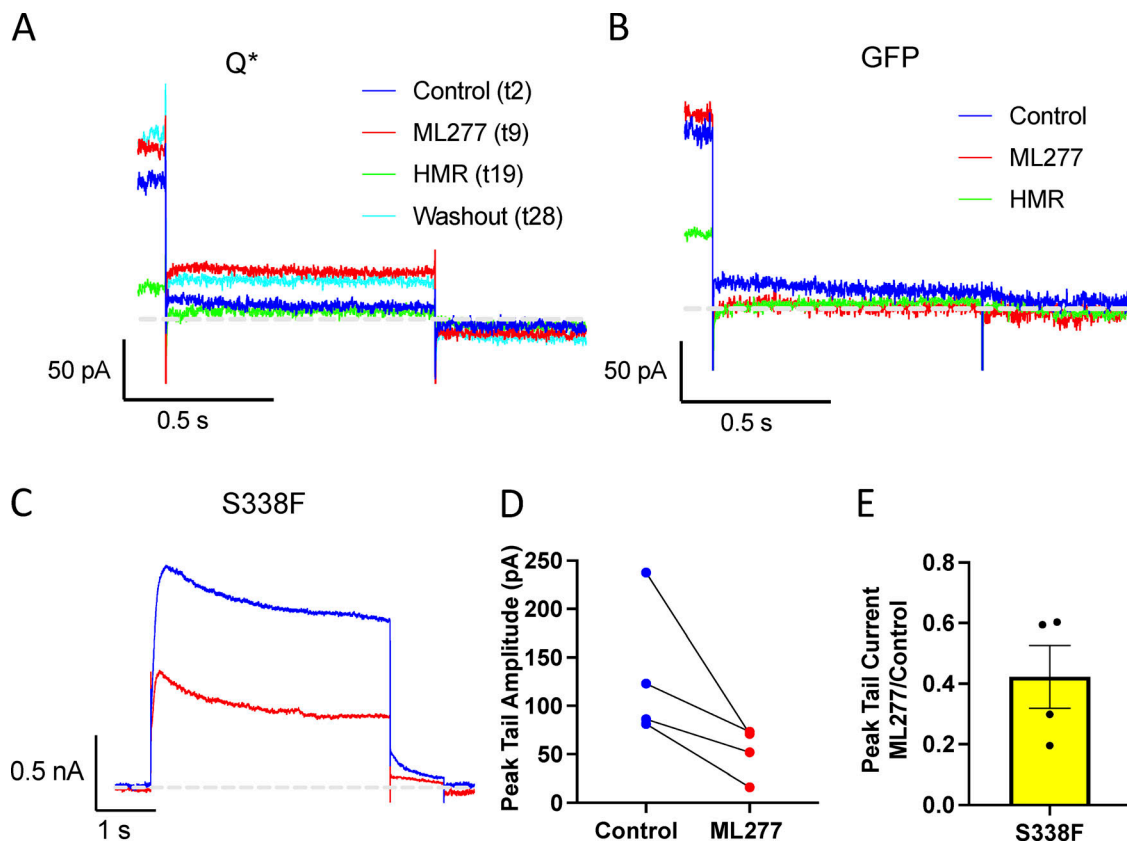 A
Q*
Control (t2)
ML277 (t9)
HMR (t19)
Washout (t28)
50 pA
0.5 s
B
GFP
Control
ML277
HMR
50 pA
0.5 s
C
S338F
0.5 nA
1 s
D
Peak Tail Amplitude (pA)
250
200
150
100
50
0
Control ML277
E
Peak Tail Current
ML277/Control
0.8
0.6
0.4
0.2
0.0
S338F